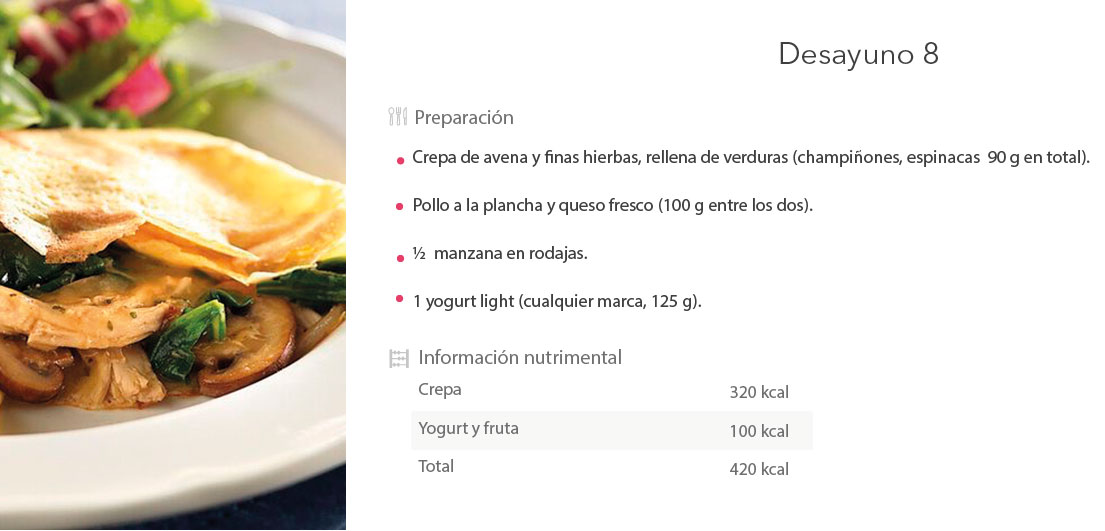 Desayuno 8
Preparación
Crepa de avena y finas hierbas, rellena de verduras (champiñones, espinacas 90 g en total).
Pollo a la plancha y queso fresco (100 g entre los dos).
½ manzana en rodajas.
1 yogurt light (cualquier marca, 125 g).
Información nutrimental
Crepa 320 kcal
Yogurt y fruta 100 kcal
Total 420 kcal